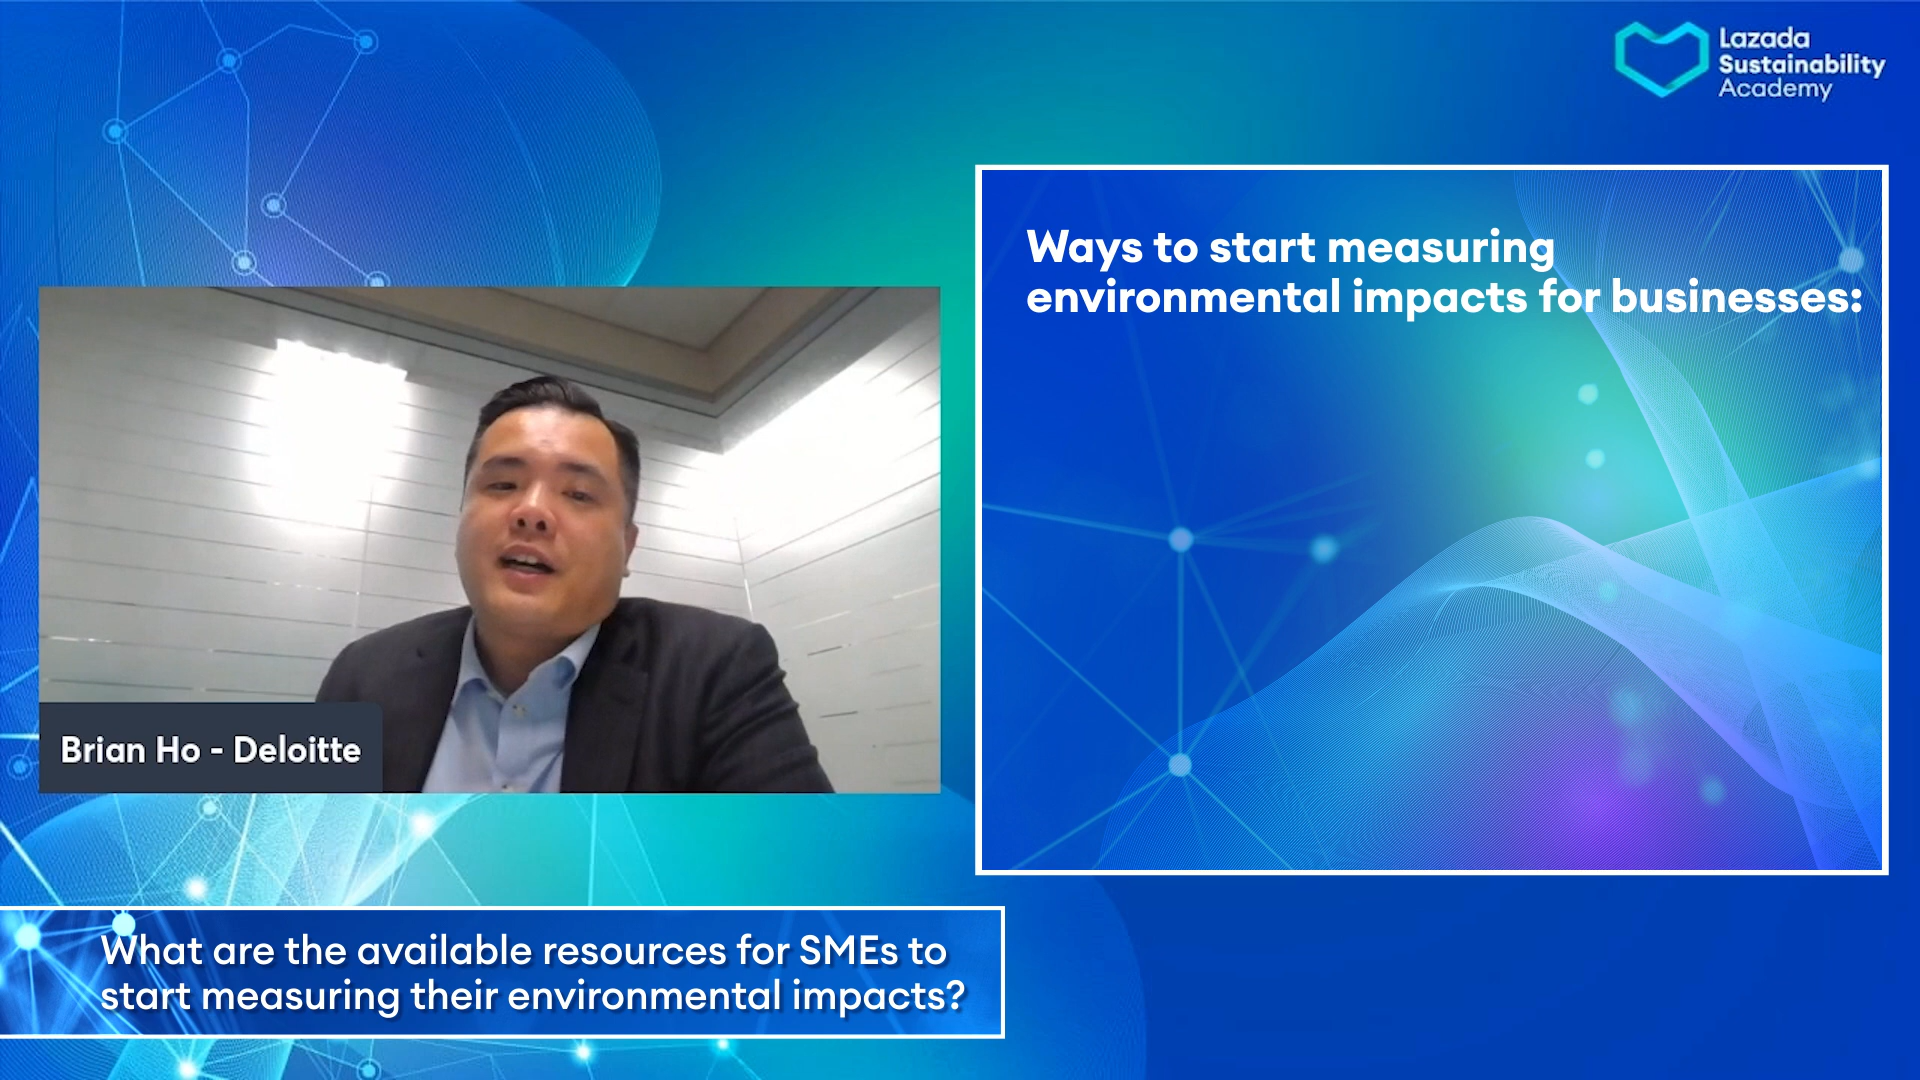 Lazada
Sustainability
Academy
Ways to start measuring
environmental impacts for businesses:
Brian Ho - Deloitte
What are the available resources for SMEs to
start measuring their environmental impacts?